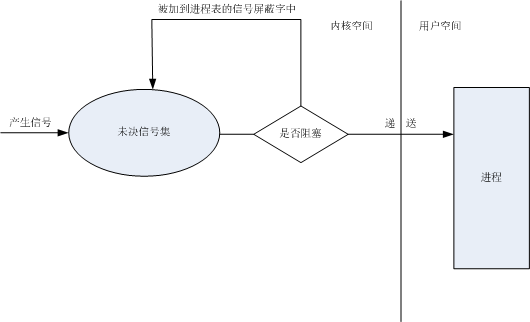 被加到进程表的信号屏蔽字中
内核空间
用户空间
产生信号
未决信号集
是否阻塞
递
送
进程